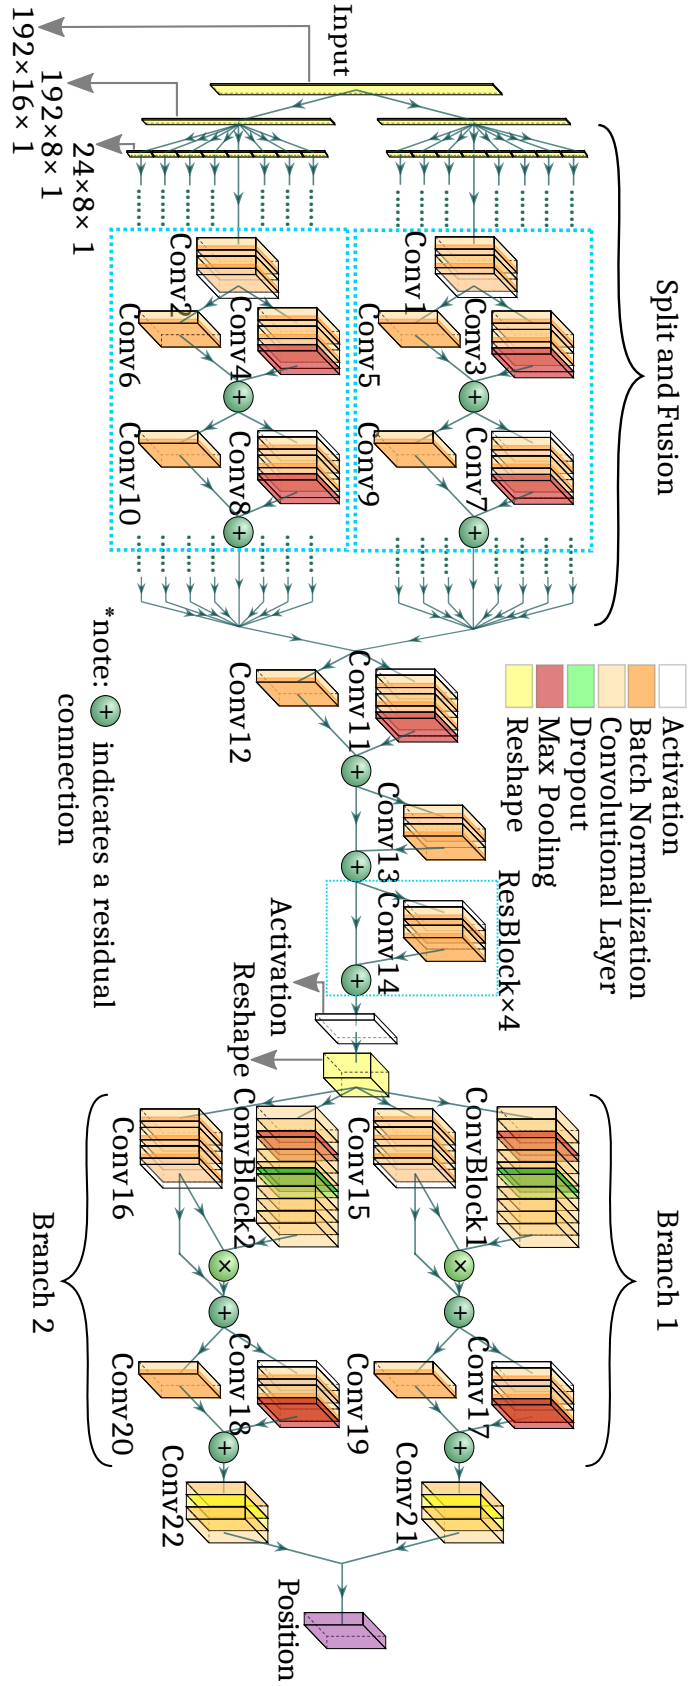 Input
192×16×1
192×8×1
24×8×1
Split and Fusion
Conv1
Conv2
Conv3
Conv4
Conv5
Conv6
Conv7
Conv8
Conv9
Conv10
Activation
Batch Normalization
Convolutional Layer
Dropout
Max Pooling
Reshape
Conv11
Conv12
*note: + indicates a residual
connection
Conv13
ResBlock×4
Conv14
Activation
Reshape
Branch 1
ConvBlock1
Conv15
ConvBlock2
Conv16
Branch 2
×
+
Conv17
Conv19
Conv18
Conv20
Conv21
Conv22
Position